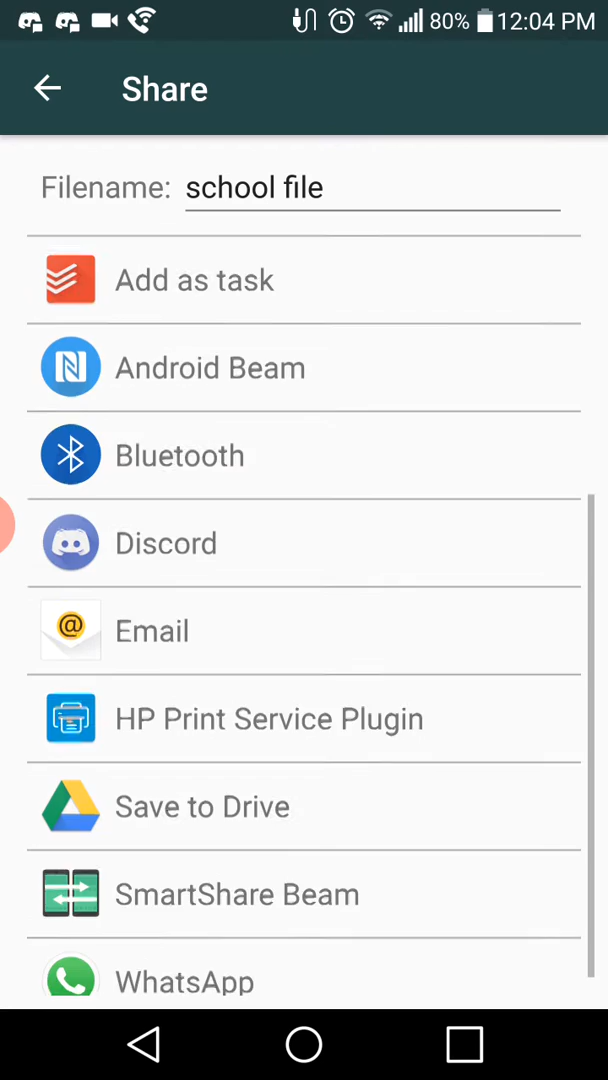 80% 12:04 PM
Share
Filename: school file
Add as task
Android Beam
Bluetooth
Discord
@ Email
HP Print Service Plugin
Save to Drive
SmartShare Beam
WhatsApp